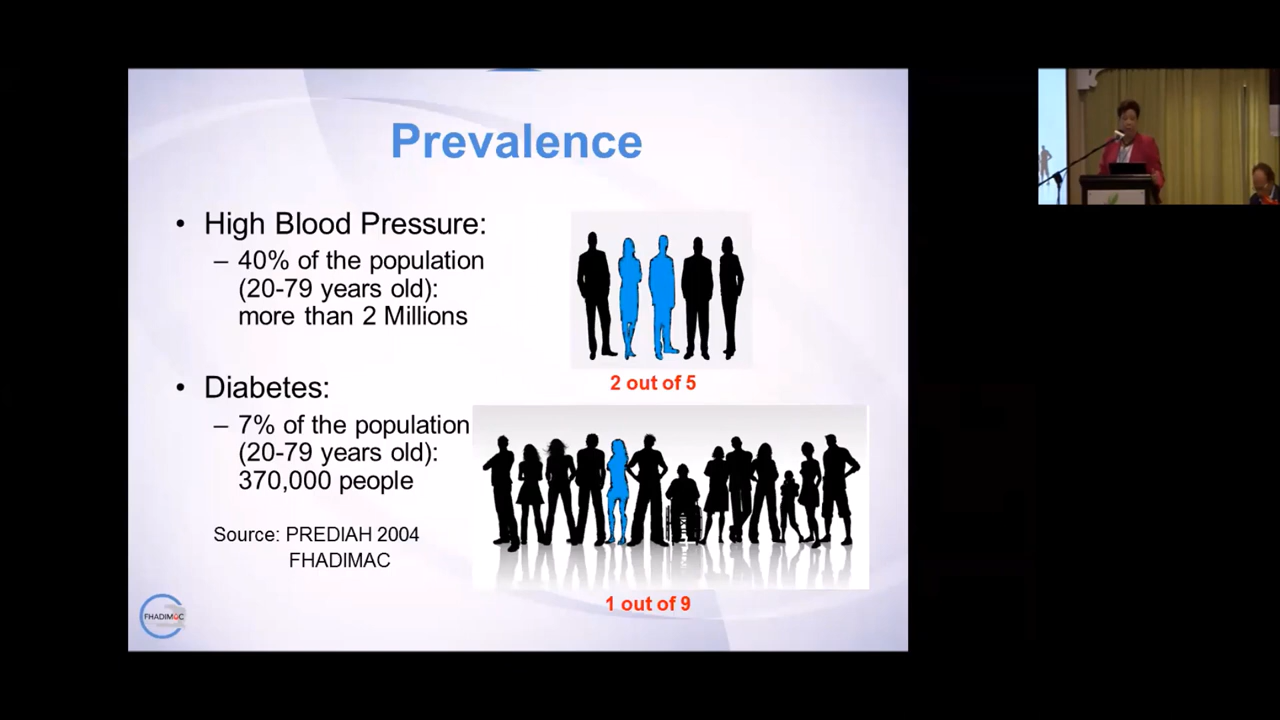 Prevalence
• High Blood Pressure:
– 40% of the population
(20-79 years old):
more than 2 Millions
2 out of 5
• Diabetes:
– 7% of the population
(20-79 years old):
370,000 people
Source: PREDIAH 2004
FHADIMAC
1 out of 9
FHADIMAC